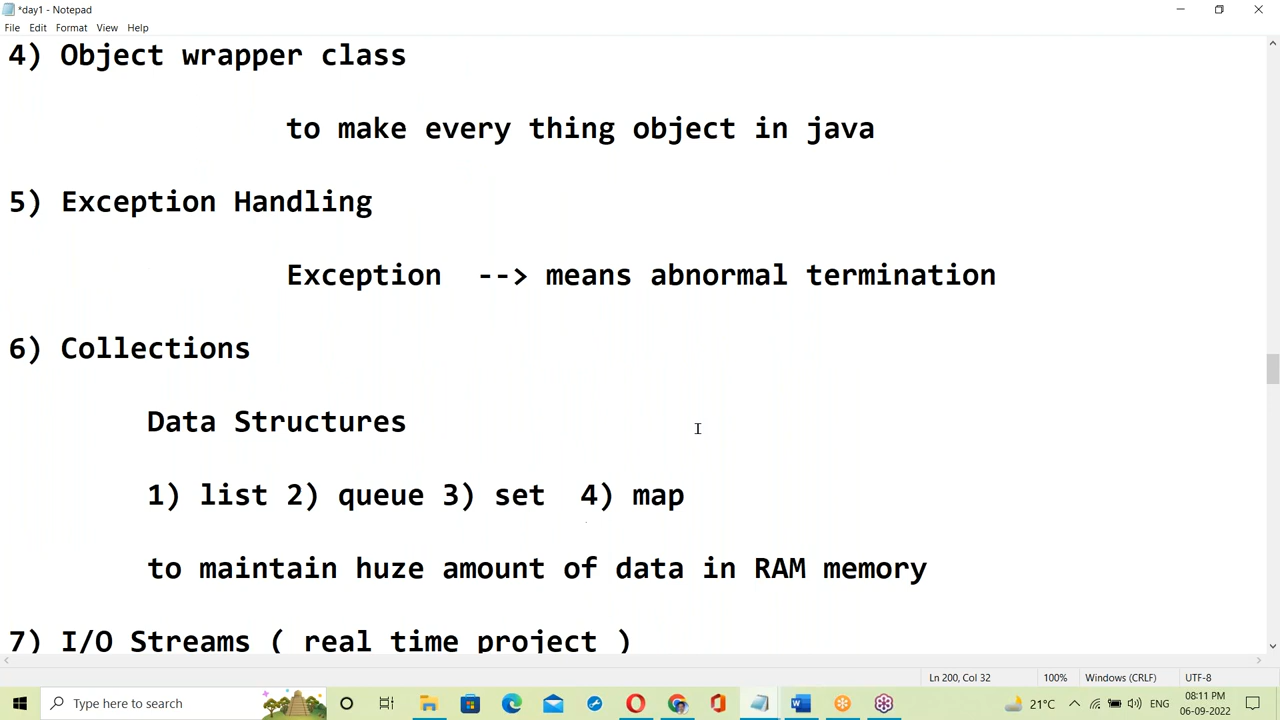 *day1 - Notepad
File Edit Format View Help
4) Object wrapper class
to make every thing object in java
5) Exception Handling
Exception --> means abnormal termination
6) Collections
Data Structures
1) list 2) queue 3) set 4) map
to maintain huze amount of data in RAM memory
7) I/O Streams ( real time project )
Ln 200, Col 32 100% Windows (CRLF) UTF-8
Type here to search
21°C ENG 08:11 PM
06-09-2022